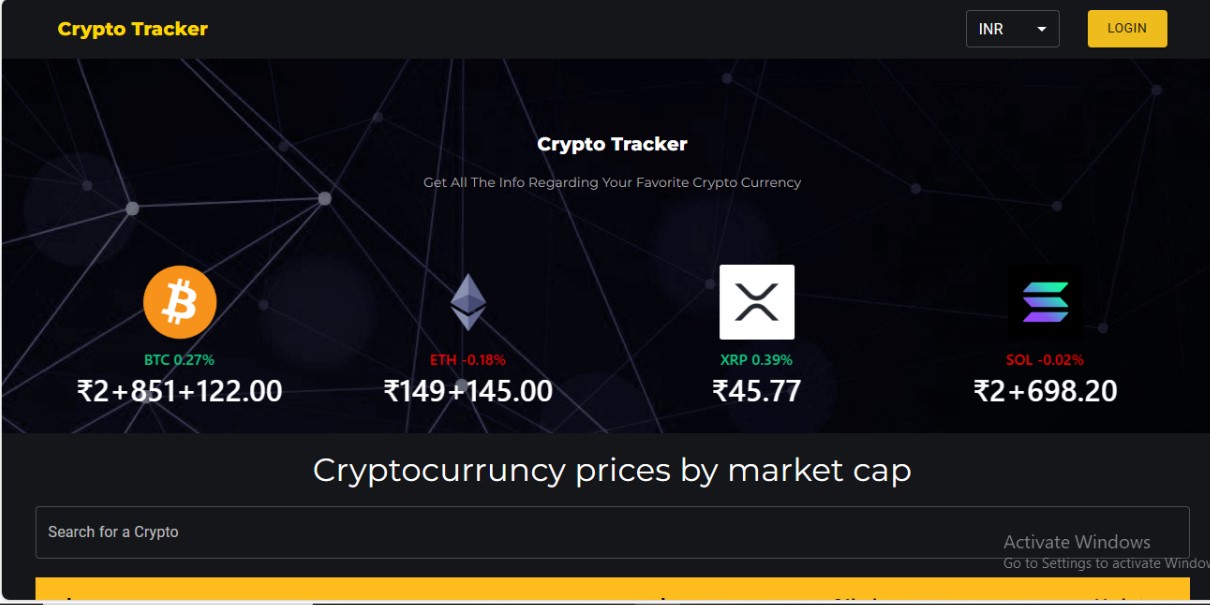 Crypto Tracker
INR
LOGIN
Crypto Tracker
Get All The Info Regarding Your Favorite Crypto Currency
BTC 0.27%
ETH -0.18%
XRP 0.39%
SOL -0.02%
₹2+851+122.00
₹149+145.00
₹45.77
₹2+698.20
Cryptocurruncy prices by market cap
Search for a Crypto
Activate Windows
Go to Settings to activate Window